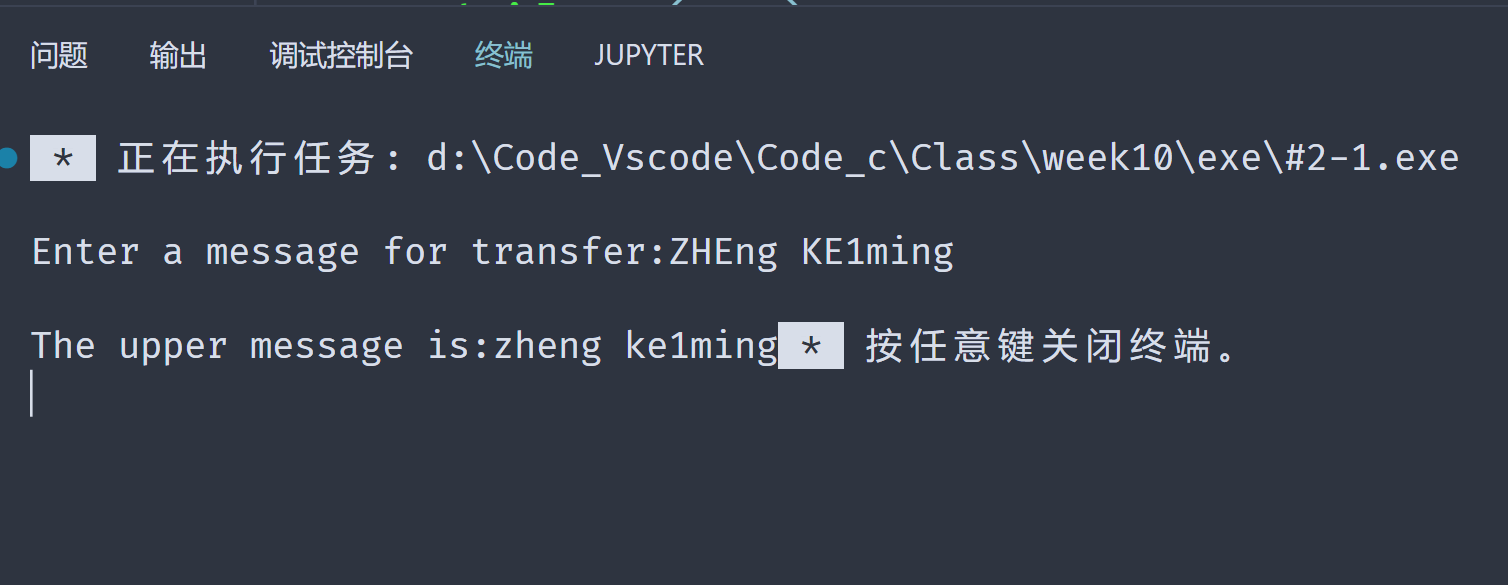 问题 输出 调试控制台 终端 JUPYTER
* 正在执行任务: d:\Code_Vscode\Code_c\Class\week10\exe\#2-1.exe
Enter a message for transfer:ZHEng KE1ming
The upper message is:zheng ke1ming * 按任意键关闭终端。